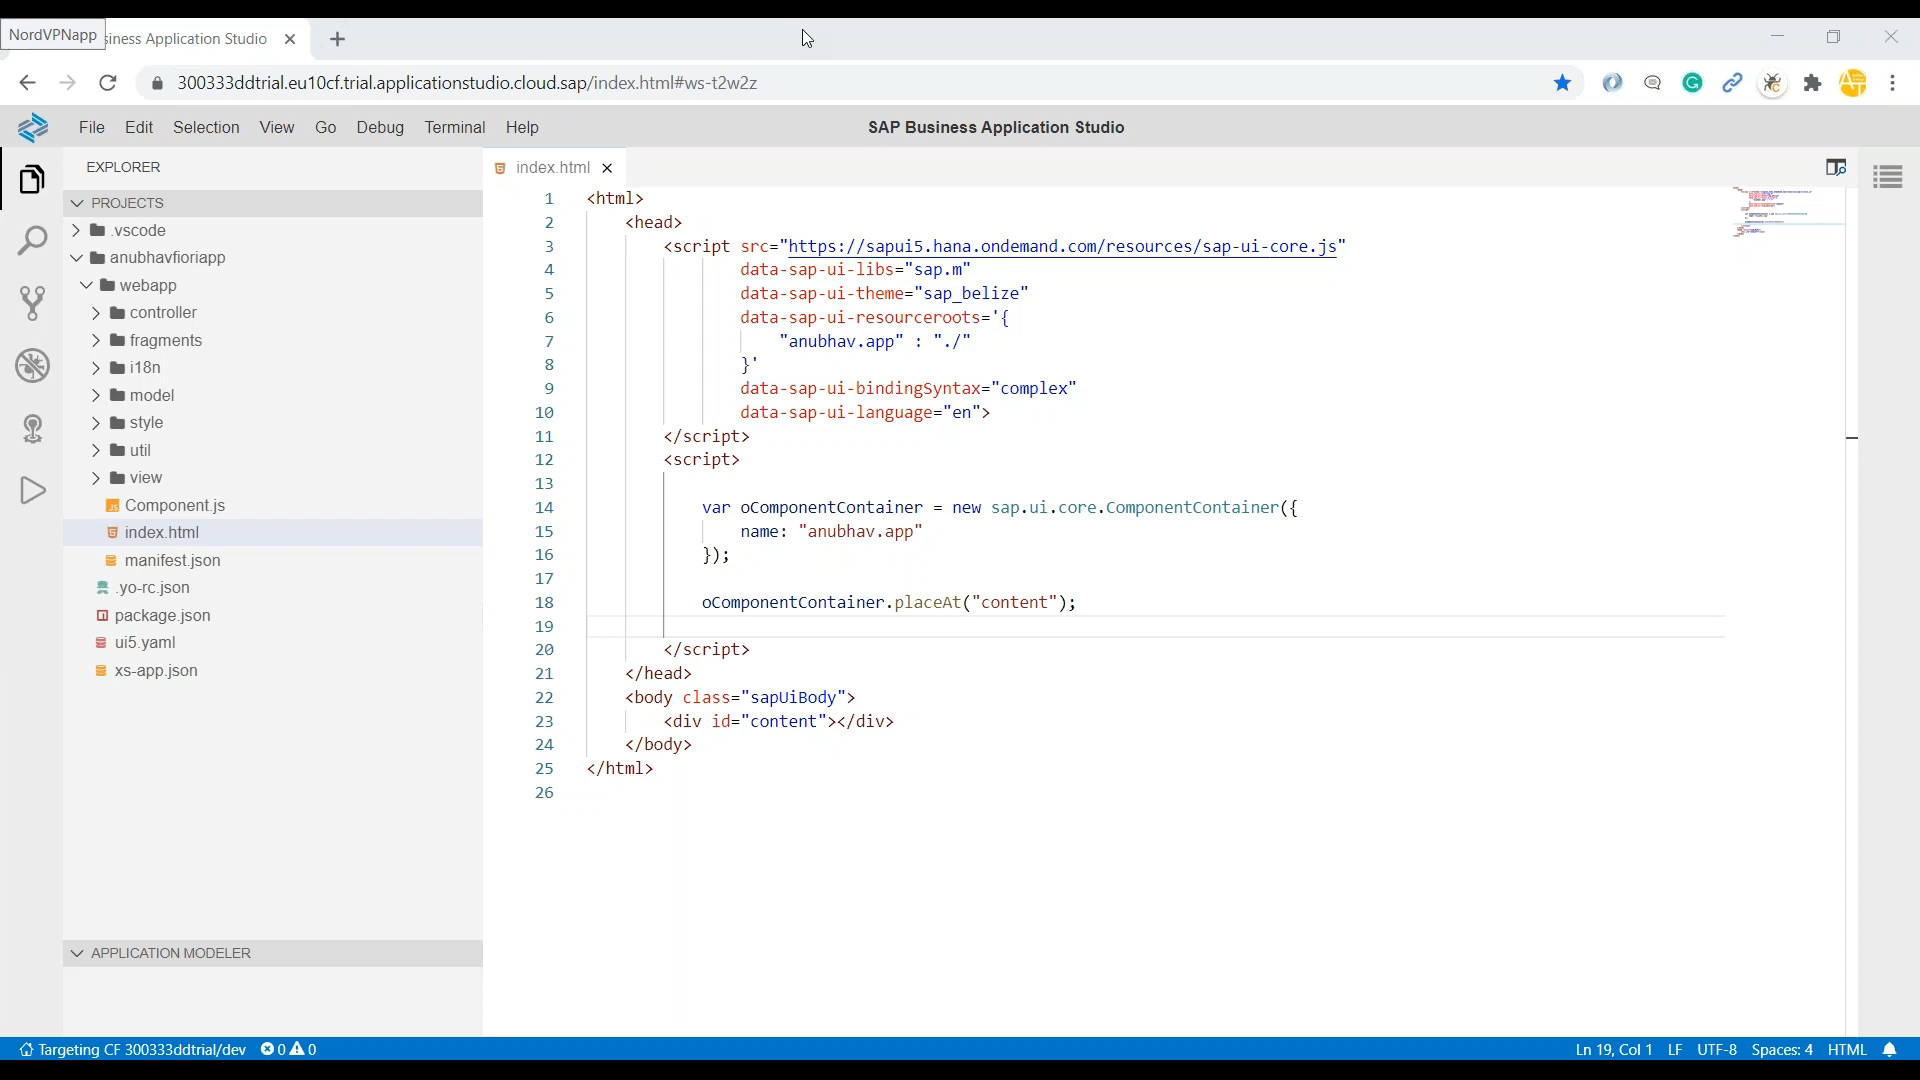 NordVPNapp
siness Application Studio
300333ddtrial.eu10cf.trial.applicationstudio.cloud.sap/index.html#ws-t2w2z
File Edit Selection View Go Debug Terminal Help
SAP Business Application Studio
EXPLORER
PROJECTS
.vscode
anubhavfioriapp
webapp
controller
fragments
i18n
model
style
util
view
JS Component.js
index.html
manifest.json
.yo-rc.json
package.json
ui5.yaml
xs-app.json
APPLICATION MODELER
index.html
1 <html>
2 <head>
3 <script src="https://sapui5.hana.ondemand.com/resources/sap-ui-core.js"
4 data-sap-ui-libs="sap.m"
5 data-sap-ui-theme="sap_belize"
6 data-sap-ui-resourceroots='{
7 "anubhav.app" : "./"
8 }'
9 data-sap-ui-bindingSyntax="complex"
10 data-sap-ui-language="en">
11 </script>
12 <script>
13
14 var oComponentContainer = new sap.ui.core.ComponentContainer({
15 name: "anubhav.app"
16 });
17
18 oComponentContainer.placeAt("content");
19
20 </script>
21 </head>
22 <body class="sapUiBody">
23 <div id="content"></div>
24 </body>
25 </html>
26
Targeting CF 300333ddtrial/dev 0 0
Ln 19, Col 1 LF UTF-8 Spaces: 4 HTML